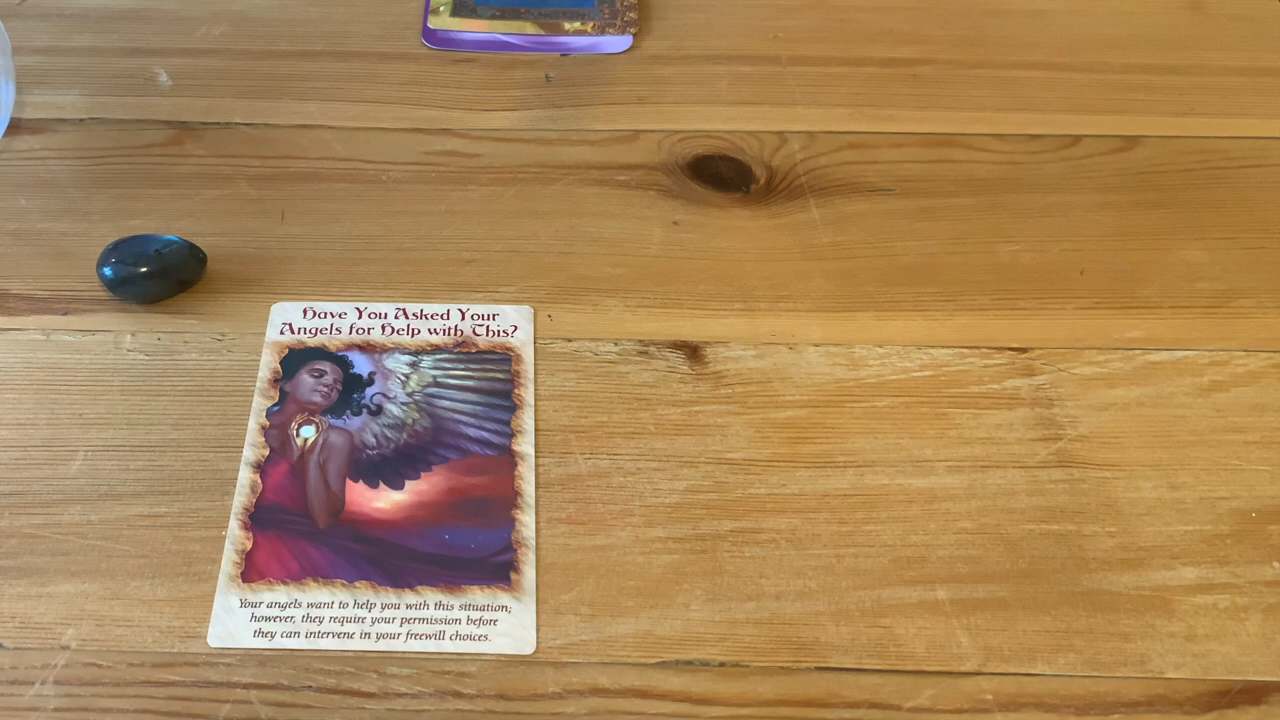 Have You Asked Your
Angels for Help with This?
Your angels want to help you with this situation;
however, they require your permission before
they can intervene in your freewill choices.